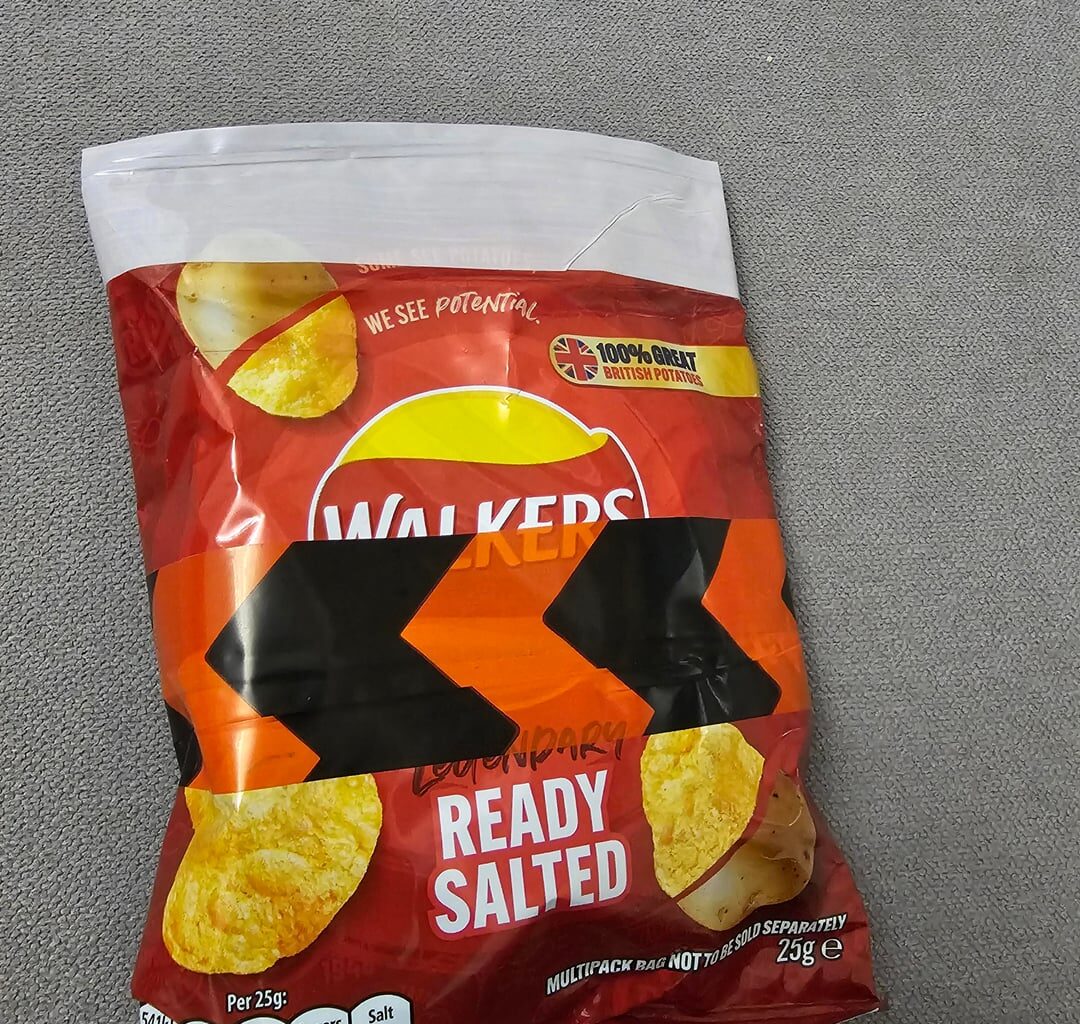 SOME SEE POTATOES
WE SEE POTENTIAL.
100% GREAT
BRITISH POTATOES
WALKERS
LEGENDARY
READY
SALTED
MULTIPACK BAG NOT TO BE SOLD SEPARATELY
25g e
Per 25g:
Salt